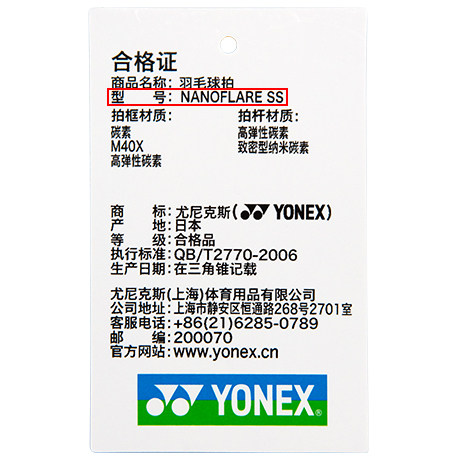 合格证
商品名称: 羽毛球拍
型 号: NANOFLARE SS
拍框材质: 拍杆材质:
碳素 高弹性碳素
M40X 致密型纳米碳素
高弹性碳素
商 标: 尤尼克斯(YONEX)
产 地: 日本
等 级: 合格品
执行标准: QB/T2770-2006
生产日期: 在三角锥记载
尤尼克斯(上海)体育用品有限公司
公司地址: 上海市静安区恒通路268号2701室
客服电话: +86(21)6285-0789
邮 编: 200070
官方网站: www.yonex.cn
YONEX®